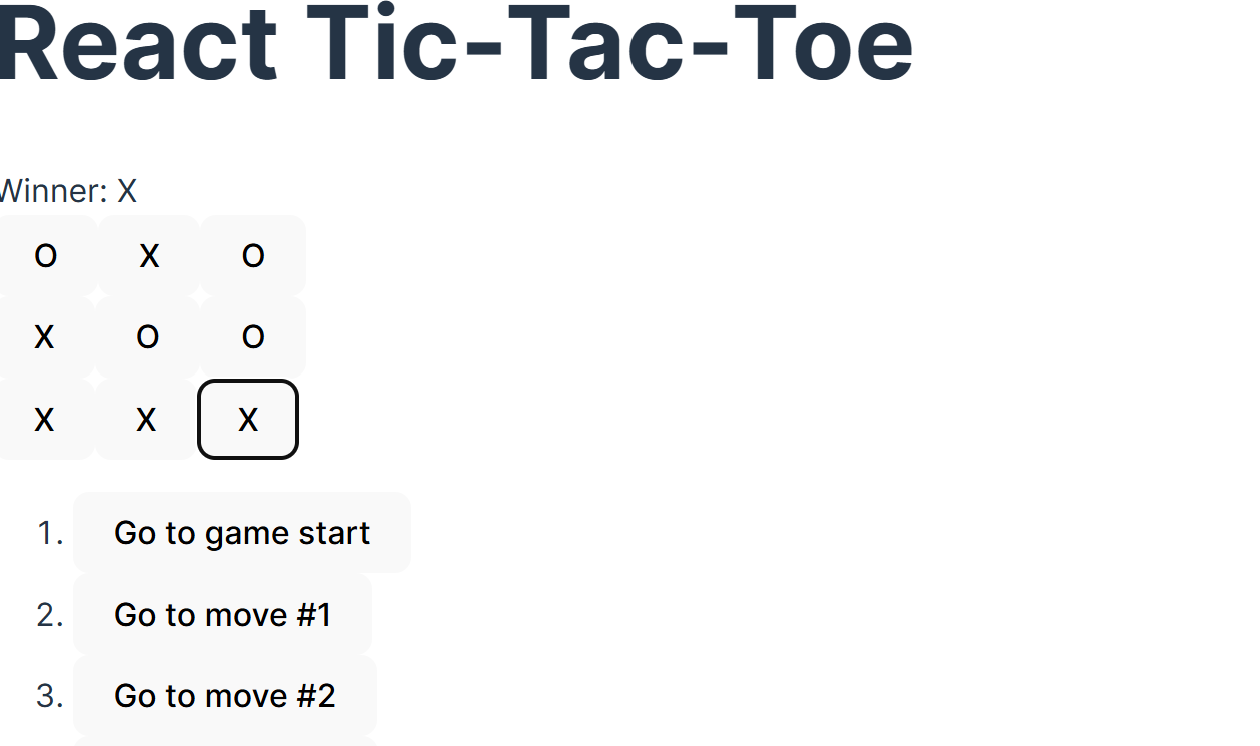 React Tic-Tac-Toe
Winner: X
O X O
X O O
X X X
1. Go to game start
2. Go to move #1
3. Go to move #2